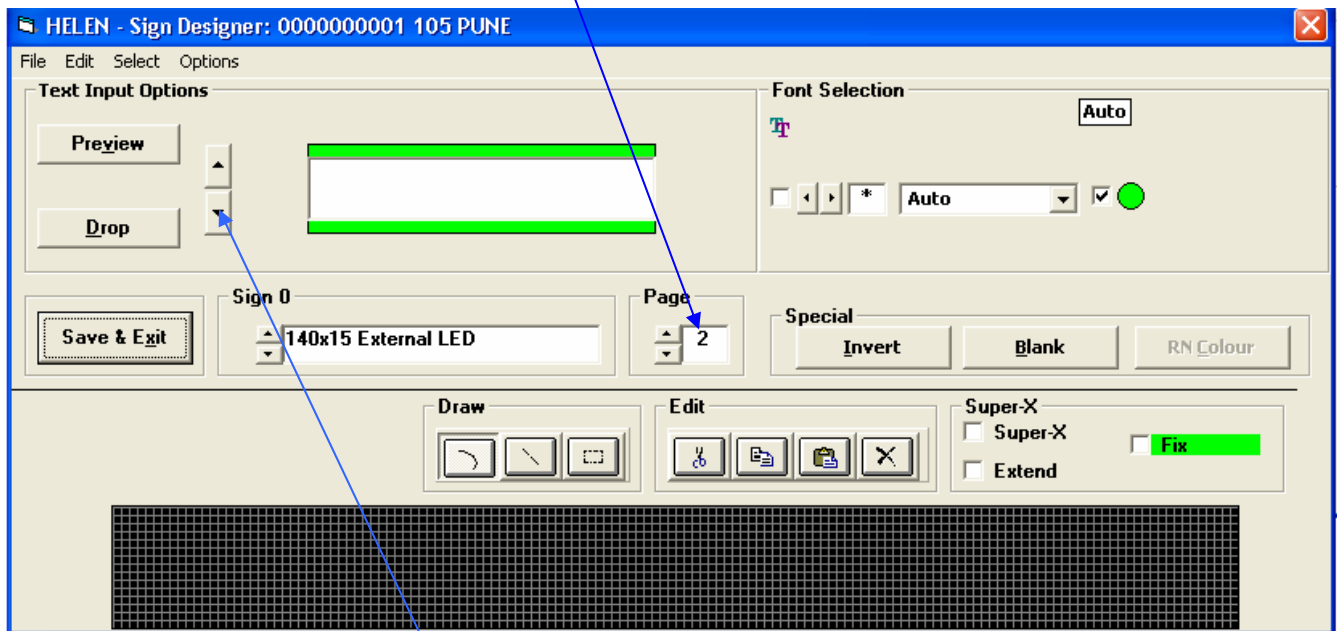 HELEN - Sign Designer: 0000000001 105 PUNE
File Edit Select Options
Text Input Options
Font Selection
Auto
Preview
* Auto
Drop
Sign 0
Page
Special
Save & Exit
140x15 External LED
2
Invert
Blank
RN Colour
Draw
Edit
Super-X
Super-X
Fix
Extend